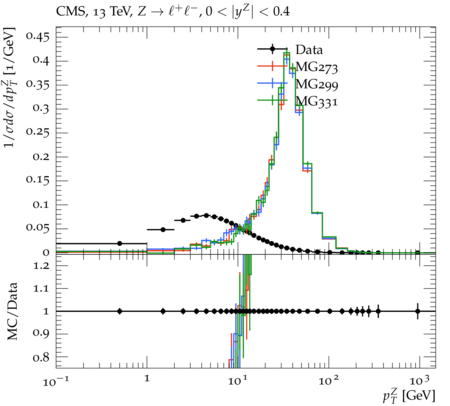 CMS, 13 TeV, Z → ℓ⁺ℓ⁻, 0 < |y^Z| < 0.4
1/σdσ/dp_T^Z [1/GeV]
0.45
0.4
0.35
0.3
0.25
0.2
0.15
0.1
0.05
0
Data
MG273
MG299
MG331
MC/Data
1.2
1.1
1
0.9
0.8
10⁻¹ 1 10¹ 10² 10³
p_T^Z [GeV]